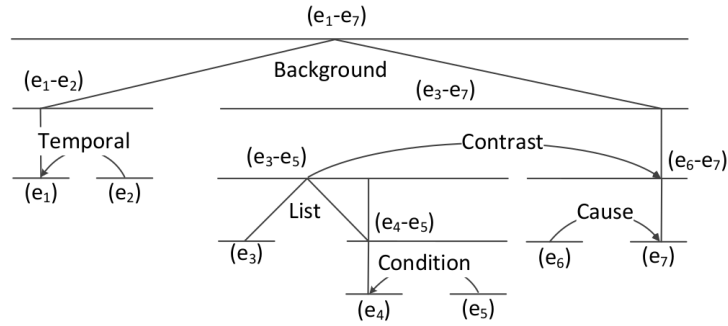 (e₁-e₇)
(e₁-e₂)
Background
(e₃-e₇)
Temporal
Contrast
(e₃-e₅)
(e₆-e₇)
(e₁)
(e₂)
List
(e₄-e₅)
Cause
(e₃)
Condition
(e₆)
(e₇)
(e₄)
(e₅)